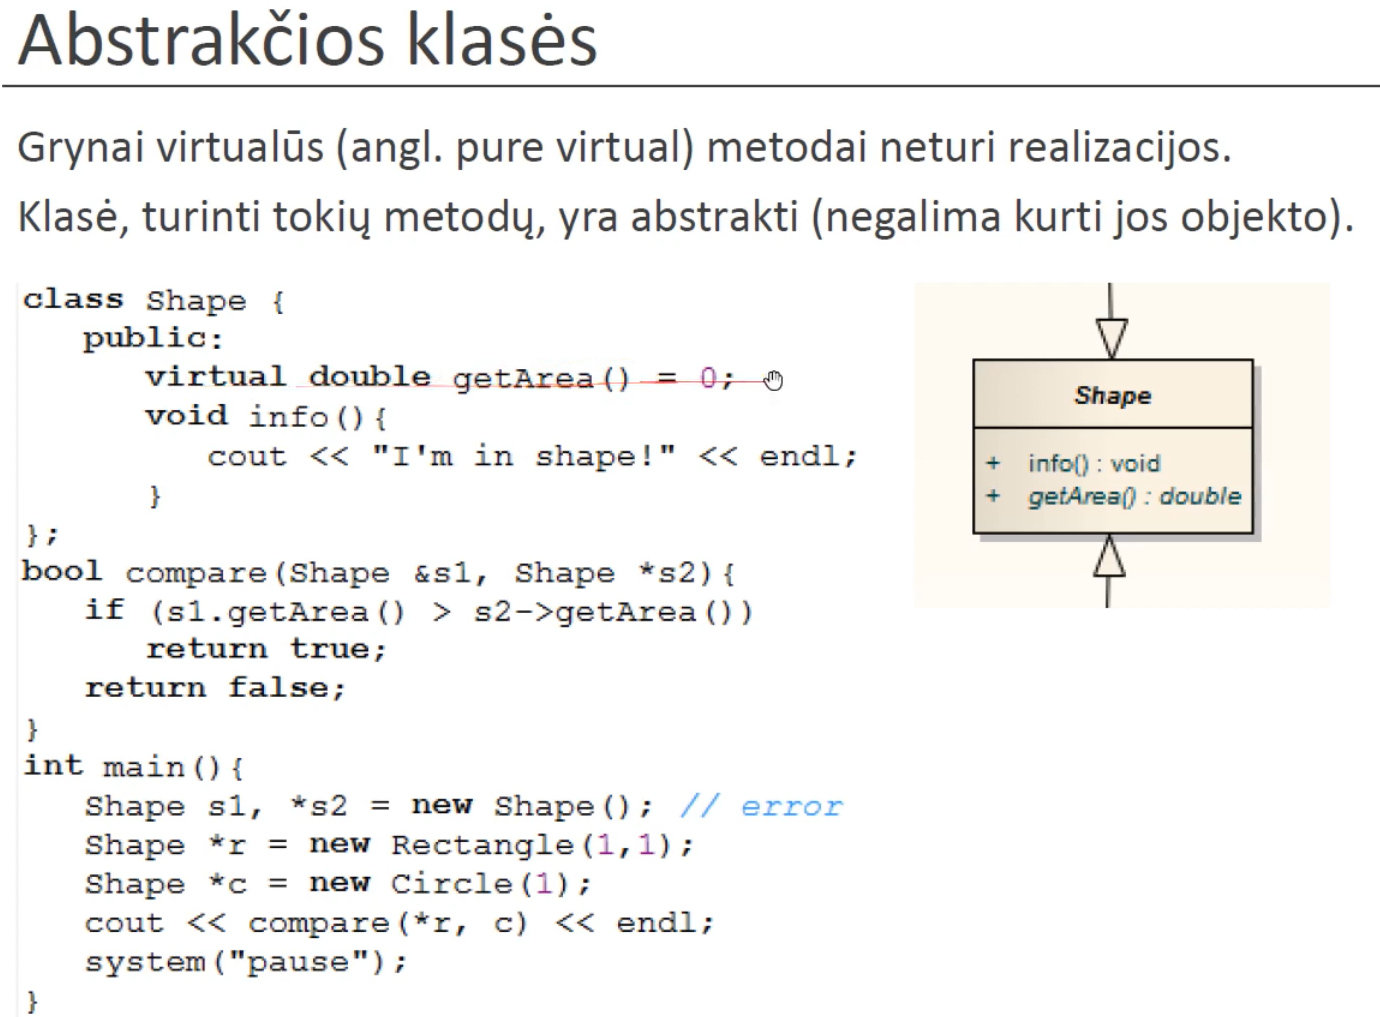 Abstrakčios klasės
Grynai virtualūs (angl. pure virtual) metodai neturi realizacijos.
Klasė, turinti tokių metodų, yra abstrakti (negalima kurti jos objekto).
class Shape {
public:
virtual double getArea() = 0;
void info(){
cout << "I'm in shape!" << endl;
}
};
bool compare(Shape &s1, Shape *s2){
if (s1.getArea() > s2->getArea())
return true;
return false;
}
int main(){
Shape s1, *s2 = new Shape(); // error
Shape *r = new Rectangle(1,1);
Shape *c = new Circle(1);
cout << compare(*r, c) << endl;
system("pause");
}
Shape
+ info() : void
+ getArea() : double